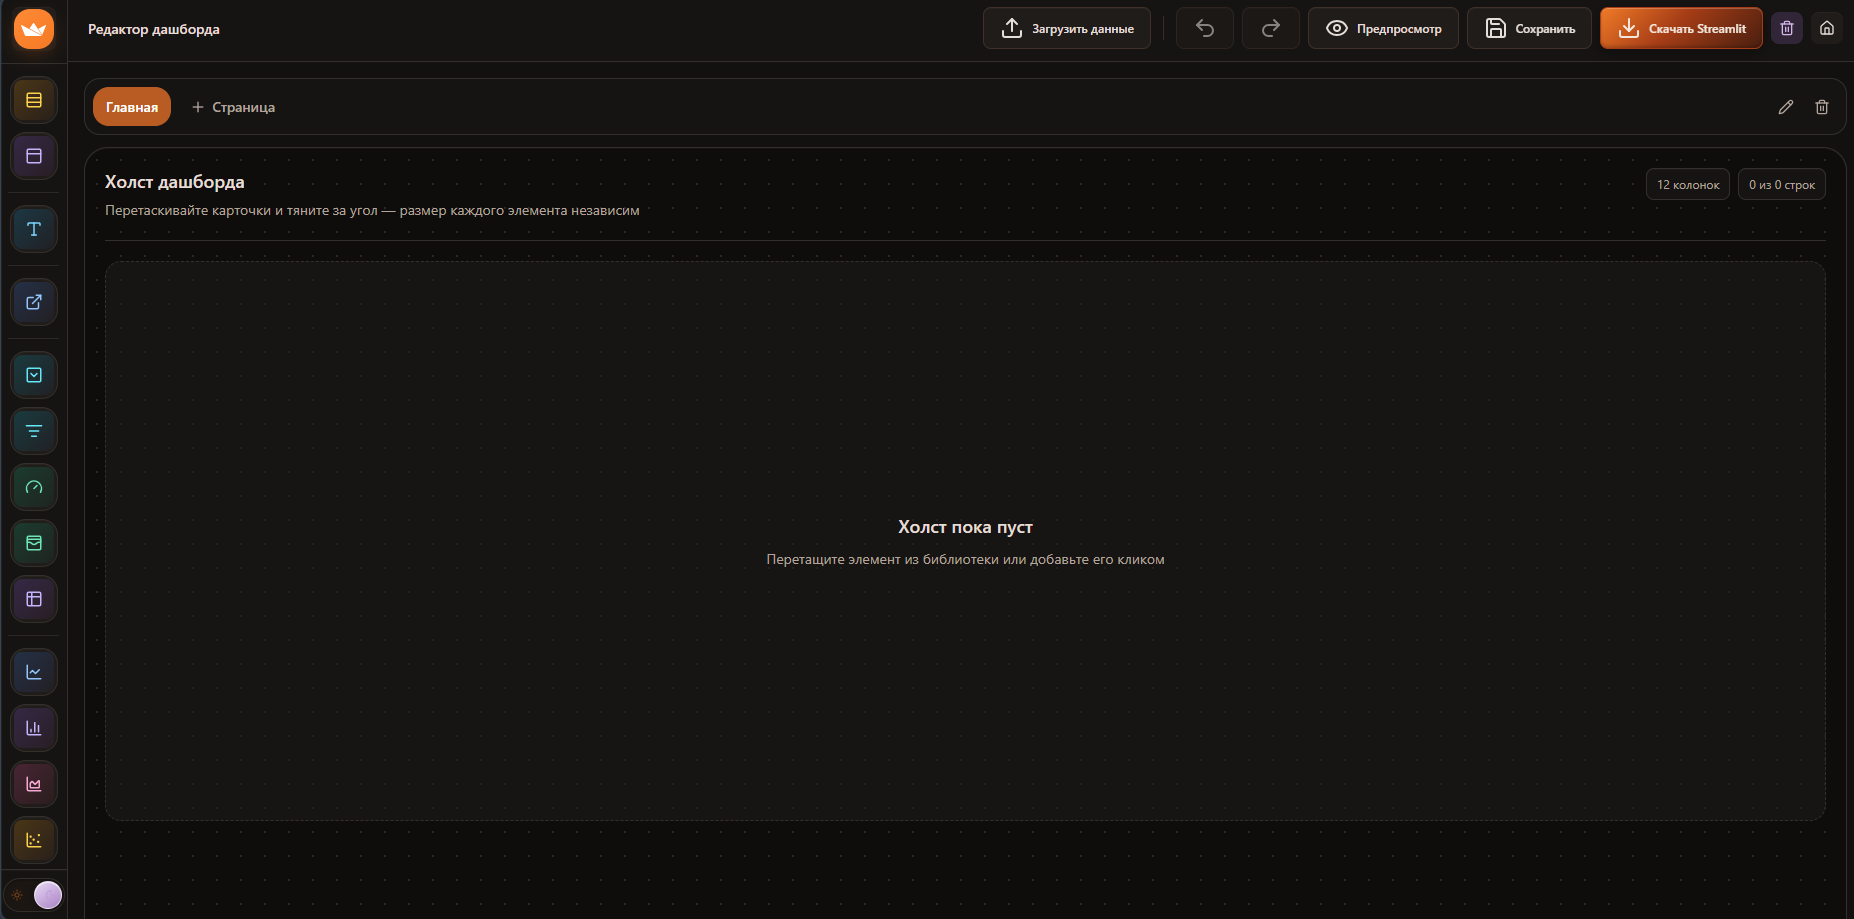 Редактор дашборда
Загрузить данные
Предпросмотр
Сохранить
Скачать Streamlit
Главная
+ Страница
Холст дашборда
Перетаскивайте карточки и тяните за угол — размер каждого элемента независим
12 колонок
0 из 0 строк
Холст пока пуст
Перетащите элемент из библиотеки или добавьте его кликом